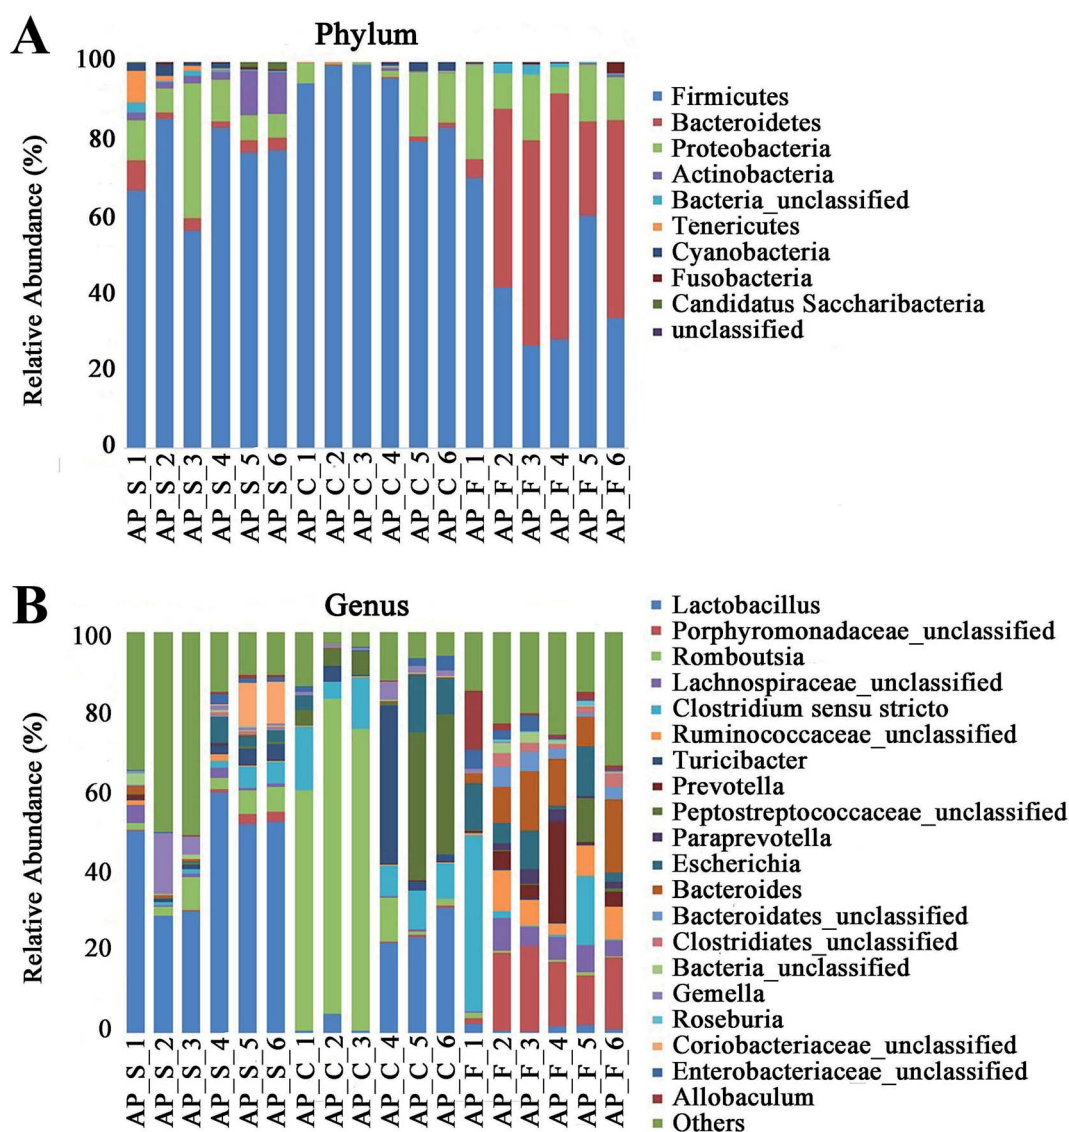 A
Phylum
Relative Abundance (%)
100
80
60
40
20
0
AP_S_1
AP_S_2
AP_S_3
AP_S_4
AP_S_5
AP_S_6
AP_C_1
AP_C_2
AP_C_3
AP_C_4
AP_C_5
AP_C_6
AP_F_1
AP_F_2
AP_F_3
AP_F_4
AP_F_5
AP_F_6
Firmicutes
Bacteroidetes
Proteobacteria
Actinobacteria
Bacteria_unclassified
Tenericutes
Cyanobacteria
Fusobacteria
Candidatus Saccharibacteria
unclassified
B
Genus
Relative Abundance (%)
100
80
60
40
20
0
AP_S_1
AP_S_2
AP_S_3
AP_S_4
AP_S_5
AP_S_6
AP_C_1
AP_C_2
AP_C_3
AP_C_4
AP_C_5
AP_C_6
AP_F_1
AP_F_2
AP_F_3
AP_F_4
AP_F_5
AP_F_6
Lactobacillus
Porphyromonadaceae_unclassified
Romboutsia
Lachnospiraceae_unclassified
Clostridium sensu stricto
Ruminococcaceae_unclassified
Turicibacter
Prevotella
Peptostreptococcaceae_unclassified
Paraprevotella
Escherichia
Bacteroides
Bacteroidates_unclassified
Clostridiates_unclassified
Bacteria_unclassified
Gemella
Roseburia
Coriobacteriaceae_unclassified
Enterobacteriaceae_unclassified
Allobaculum
Others